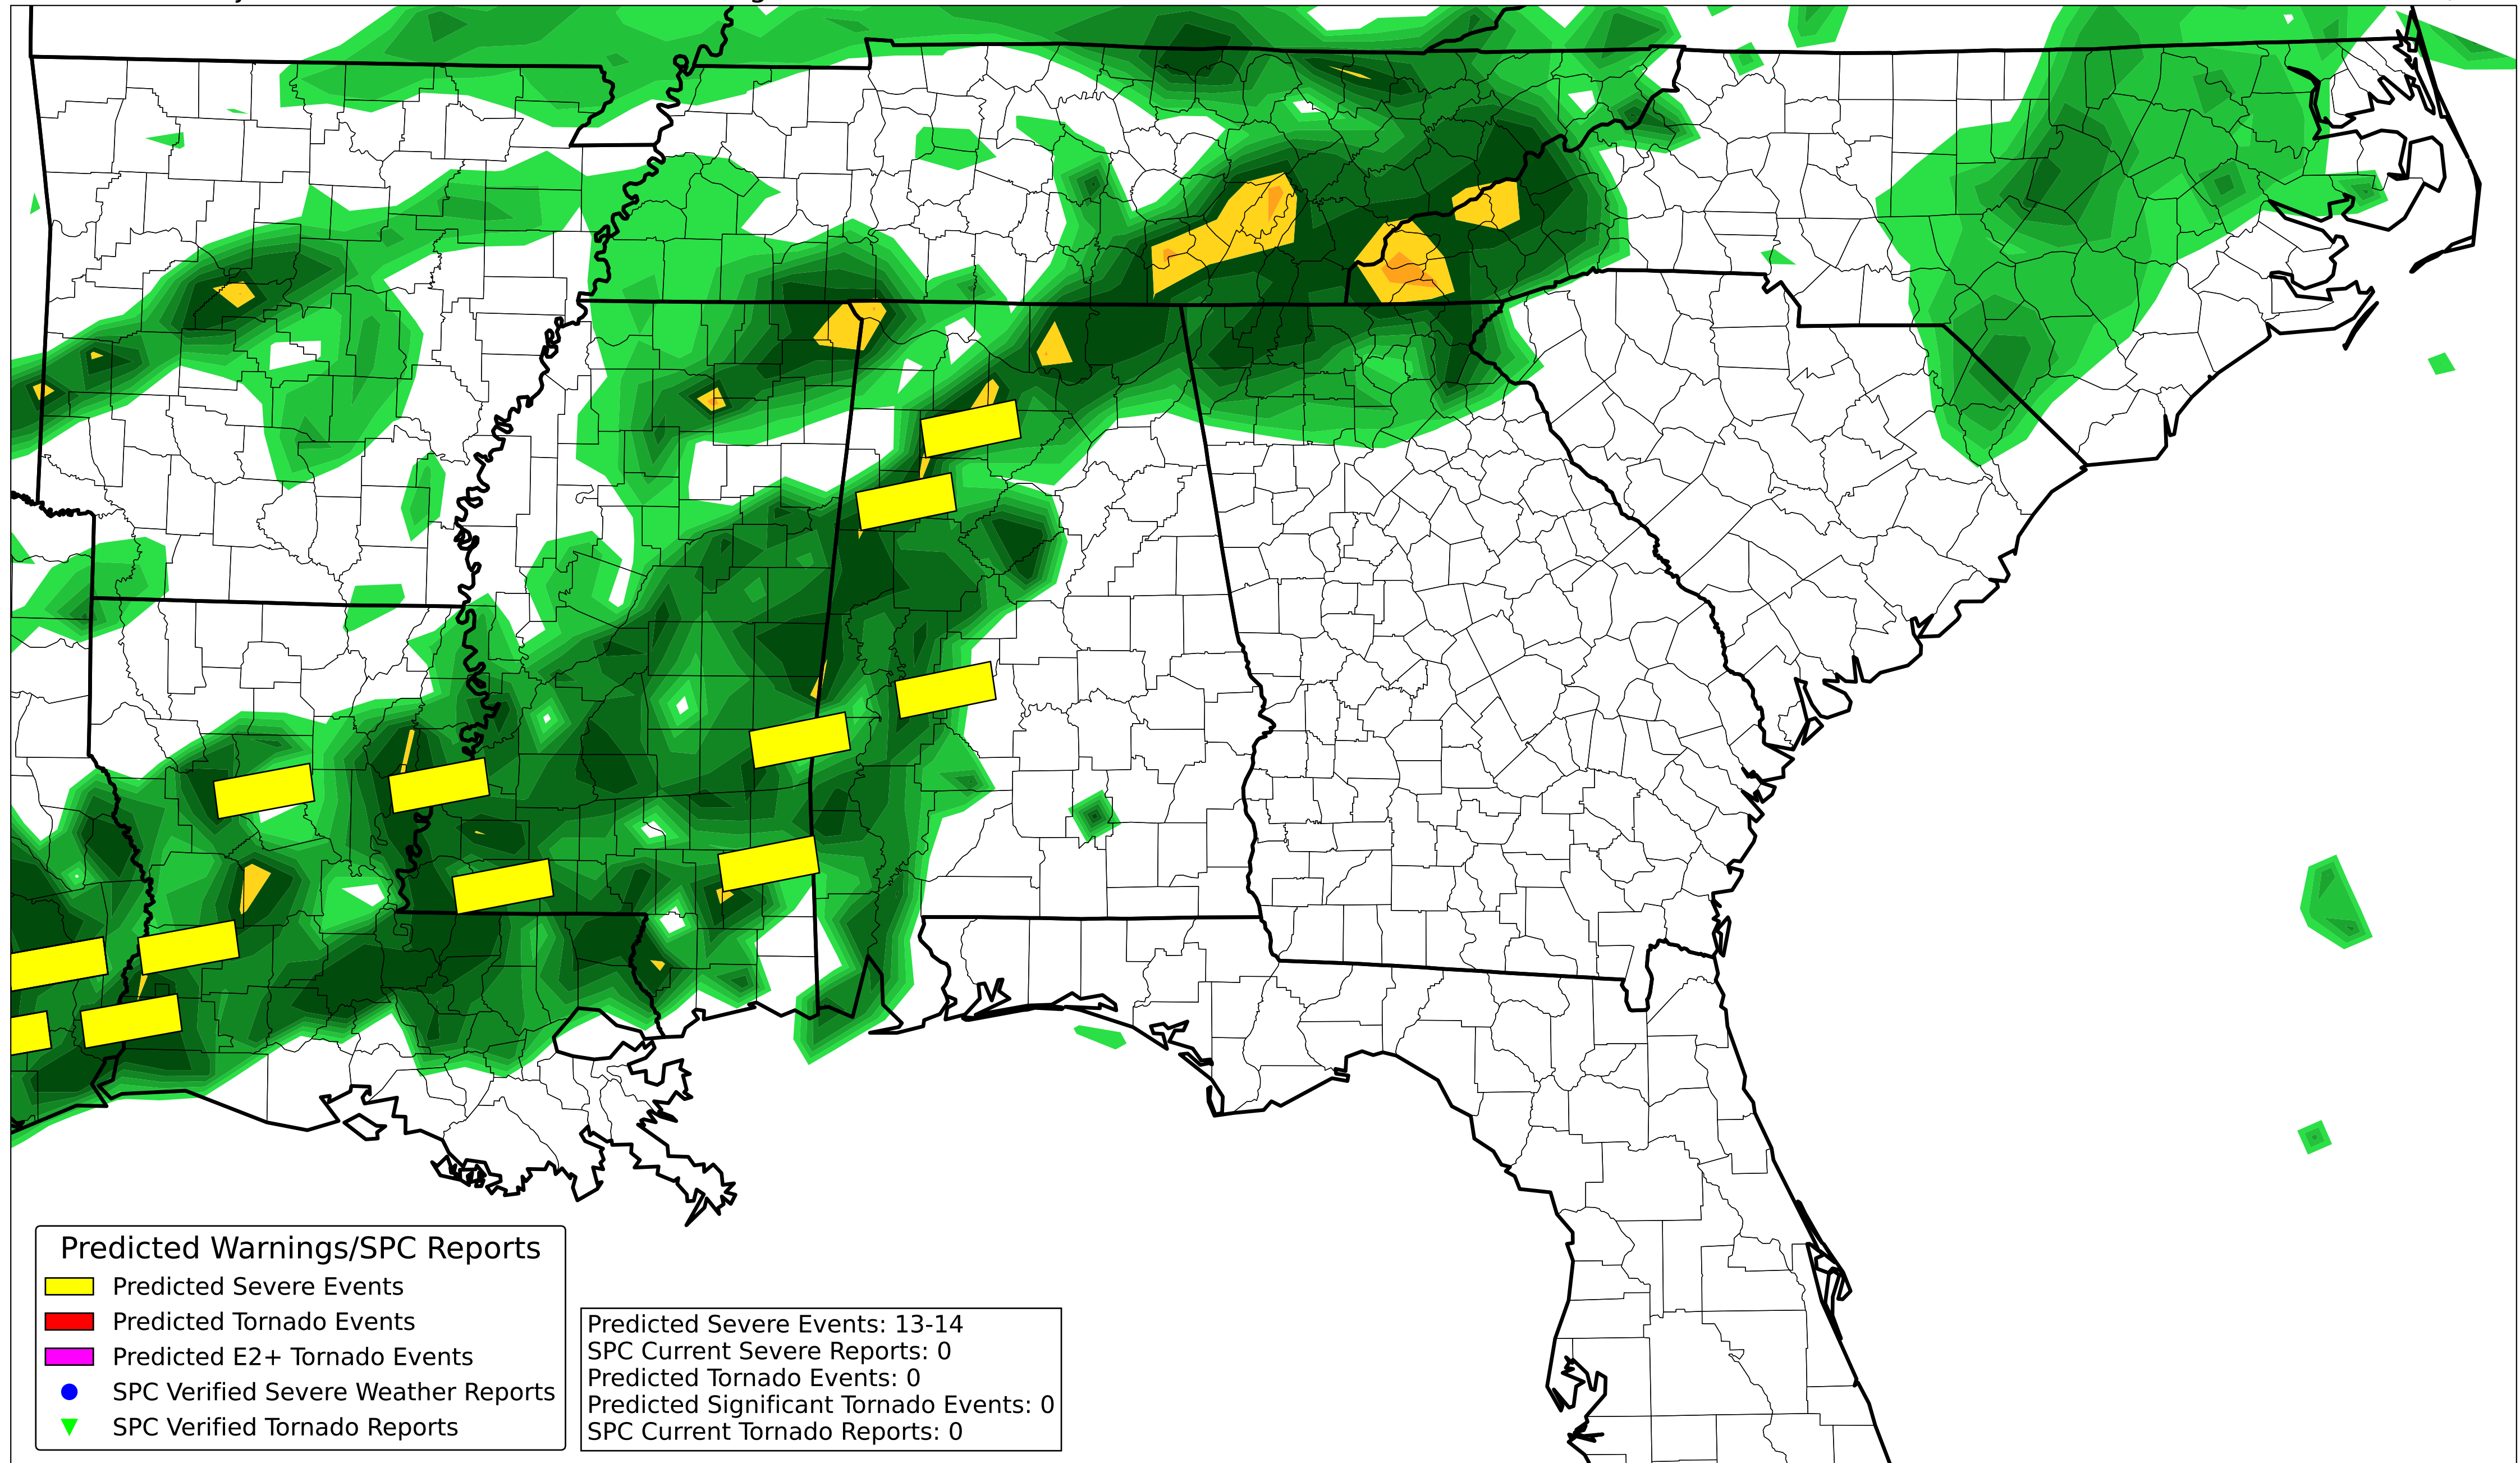 Predicted Warnings/SPC Reports
Predicted Severe Events
Predicted Tornado Events
Predicted E2+ Tornado Events
SPC Verified Severe Weather Reports
SPC Verified Tornado Reports
Predicted Severe Events: 13-14
SPC Current Severe Reports: 0
Predicted Tornado Events: 0
Predicted Significant Tornado Events: 0
SPC Current Tornado Reports: 0